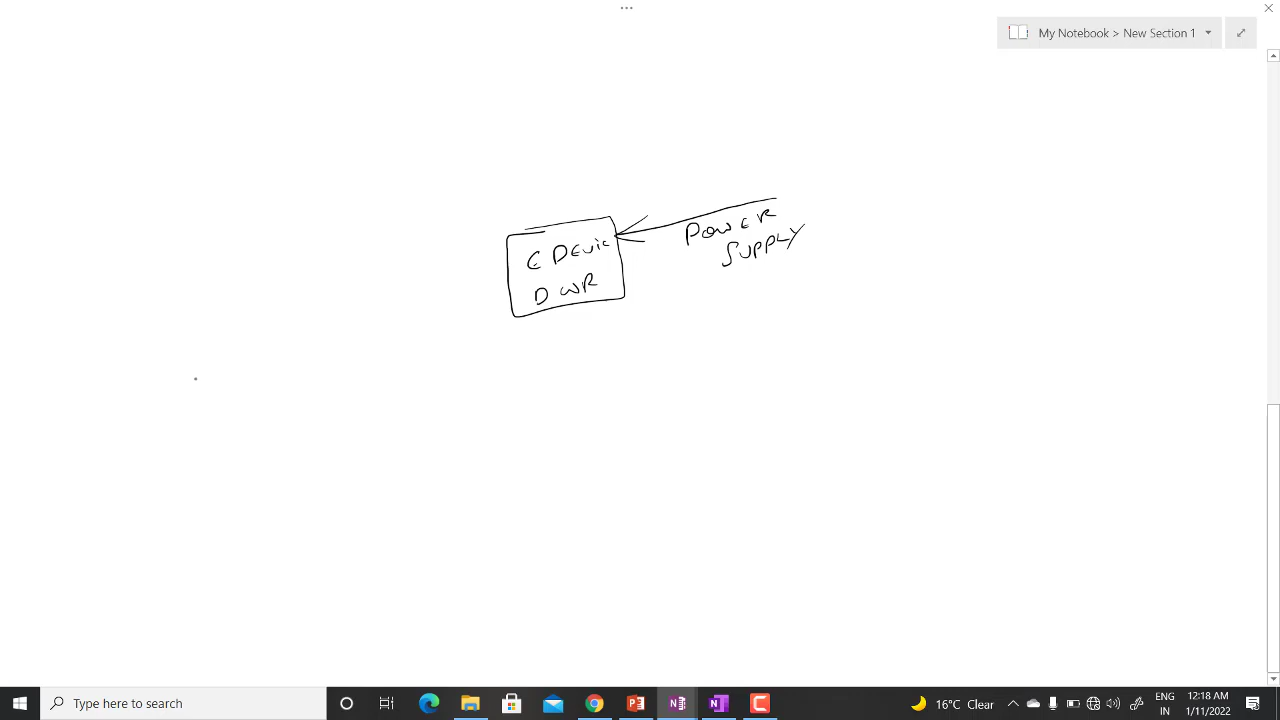 My Notebook > New Section 1
POWER
SUPPLY
E DEvic
D WR
Type here to search
16°C Clear
ENG
IN
12:18 AM
1/11/2022